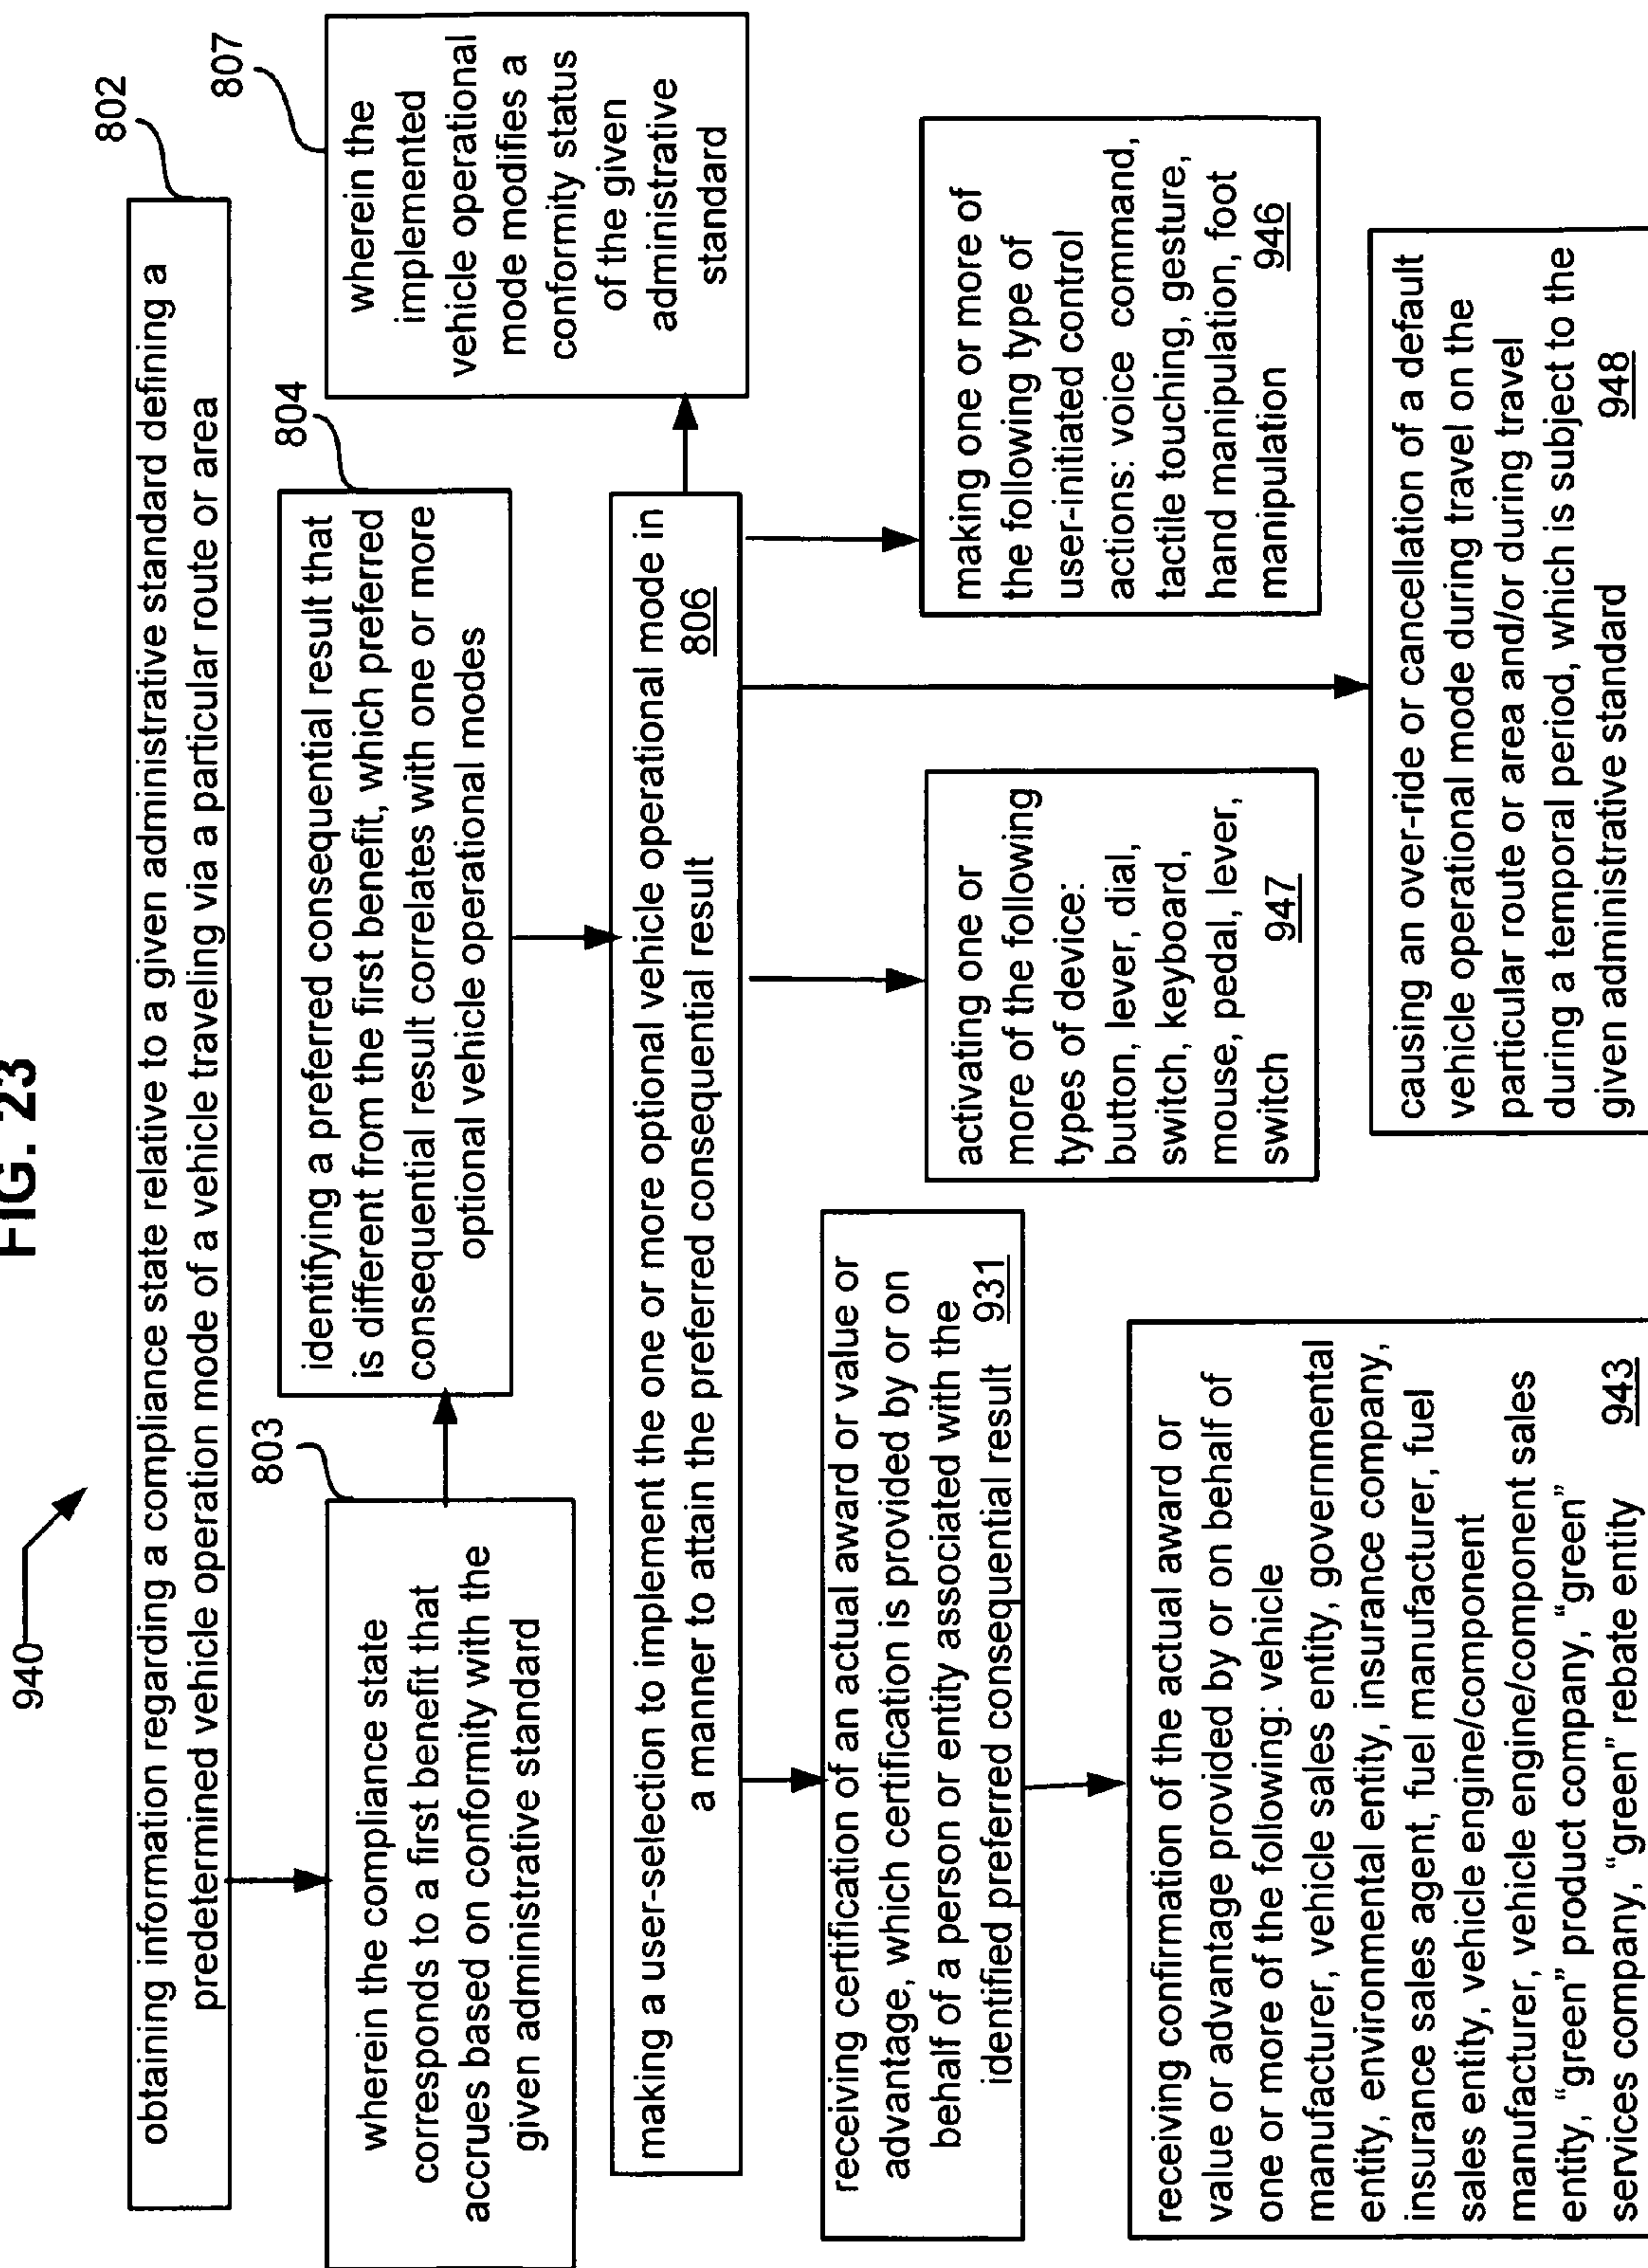 FIG. 23
940
802
obtaining information regarding a compliance state relative to a given administrative standard defining a
predetermined vehicle operation mode of a vehicle traveling via a particular route or area
803
wherein the compliance state
corresponds to a first benefit that
accrues based on conformity with the
given administrative standard
804
identifying a preferred consequential result that
is different from the first benefit, which preferred
consequential result correlates with one or more
optional vehicle operational modes
807
wherein the
implemented
vehicle operational
mode modifies a
conformity status
of the given
administrative
standard
making a user-selection to implement the one or more optional vehicle operational mode in
a manner to attain the preferred consequential result 806
receiving certification of an actual award or value or
advantage, which certification is provided by or on
behalf of a person or entity associated with the
identified preferred consequential result 931
activating one or
more of the following
types of device:
button, lever, dial,
switch, keyboard,
mouse, pedal, lever,
switch 947
making one or more of
the following type of
user-initiated control
actions: voice command,
tactile touching, gesture,
hand manipulation, foot
manipulation 946
receiving confirmation of the actual award or
value or advantage provided by or on behalf of
one or more of the following: vehicle
manufacturer, vehicle sales entity, governmental
entity, environmental entity, insurance company,
insurance sales agent, fuel manufacturer, fuel
sales entity, vehicle engine/component
manufacturer, vehicle engine/component sales
entity, “green” product company, “green”
services company, “green” rebate entity 943
causing an over-ride or cancellation of a default
vehicle operational mode during travel on the
particular route or area and/or during travel
during a temporal period, which is subject to the
given administrative standard 948